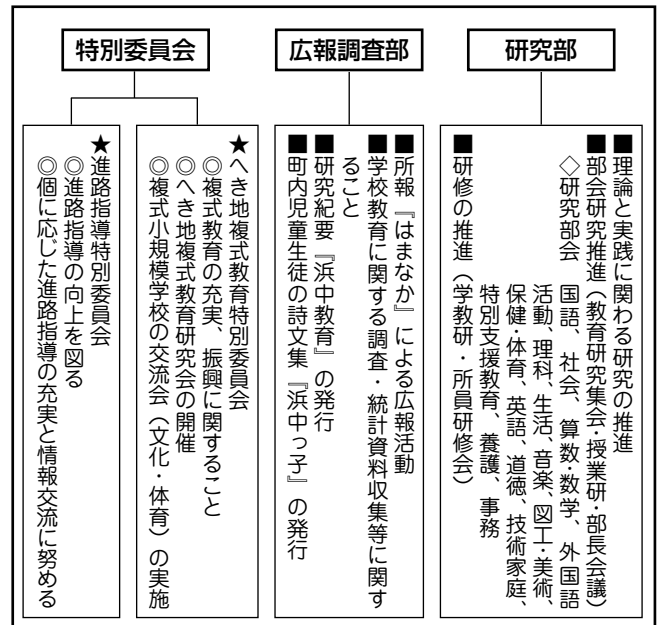 研究部
■理論と実践に関わる研究の推進
■部会研究推進（教育研究集会・授業研・部長会議）
◇研究部会　国語、社会、算数・数学、外国語
活動、理科、生活、音楽、図工・美術、
保健・体育、英語、道徳、技術家庭、
特別支援教育、養護、事務
■研修の推進（学教研・所員研修会）
広報調査部
■所報『はまなか』による広報活動
■学校教育に関する調査・統計資料収集等に関す
ること
■研究紀要『浜中教育』の発行
■町内児童生徒の詩文集『浜中っ子』の発行
特別委員会
★へき地複式教育特別委員会
◎複式教育の充実、振興に関すること
◎へき地複式教育研究会の開催
◎複式小規模学校の交流会（文化・体育）の実施
★進路指導特別委員会
◎進路指導の向上を図る
◎個に応じた進路指導の充実と情報交流に努める